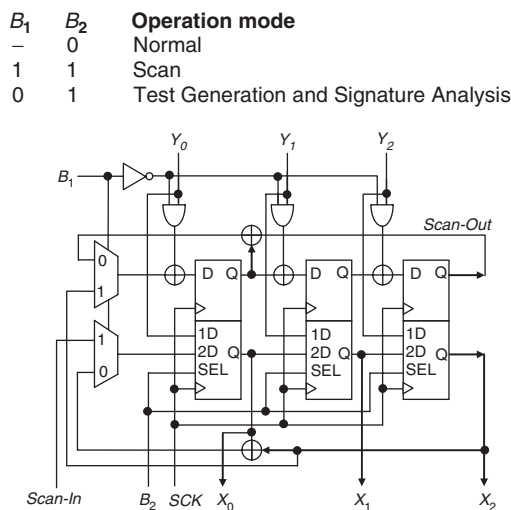 B1 B2 Operation mode
– 0 Normal
1 1 Scan
0 1 Test Generation and Signature Analysis
Y0 Y1 Y2
B1
Scan-Out
0
D Q D Q D Q
1
1D 1D 1D
1 2D Q 2D Q 2D Q
0 SEL SEL SEL
Scan-In B2 SCK X0 X1 X2